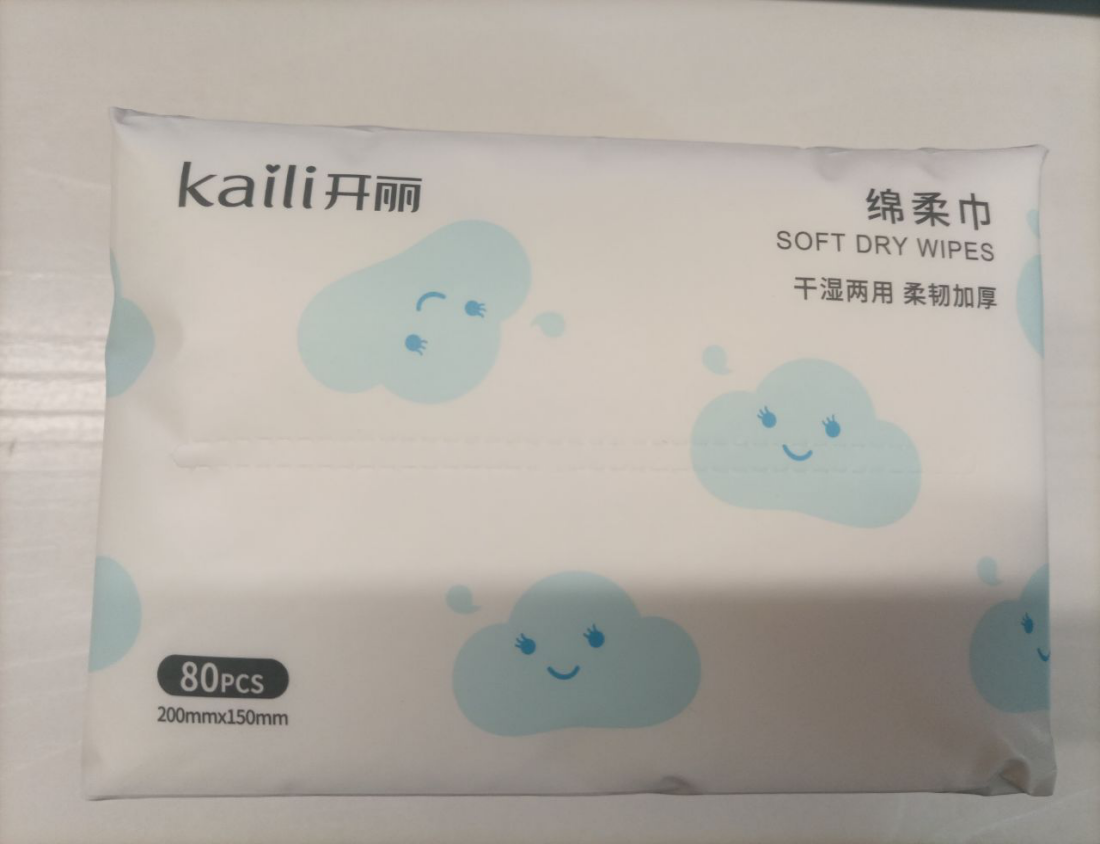 kaili开丽
绵柔巾
SOFT DRY WIPES
干湿两用 柔韧加厚
80PCS
200mmx150mm